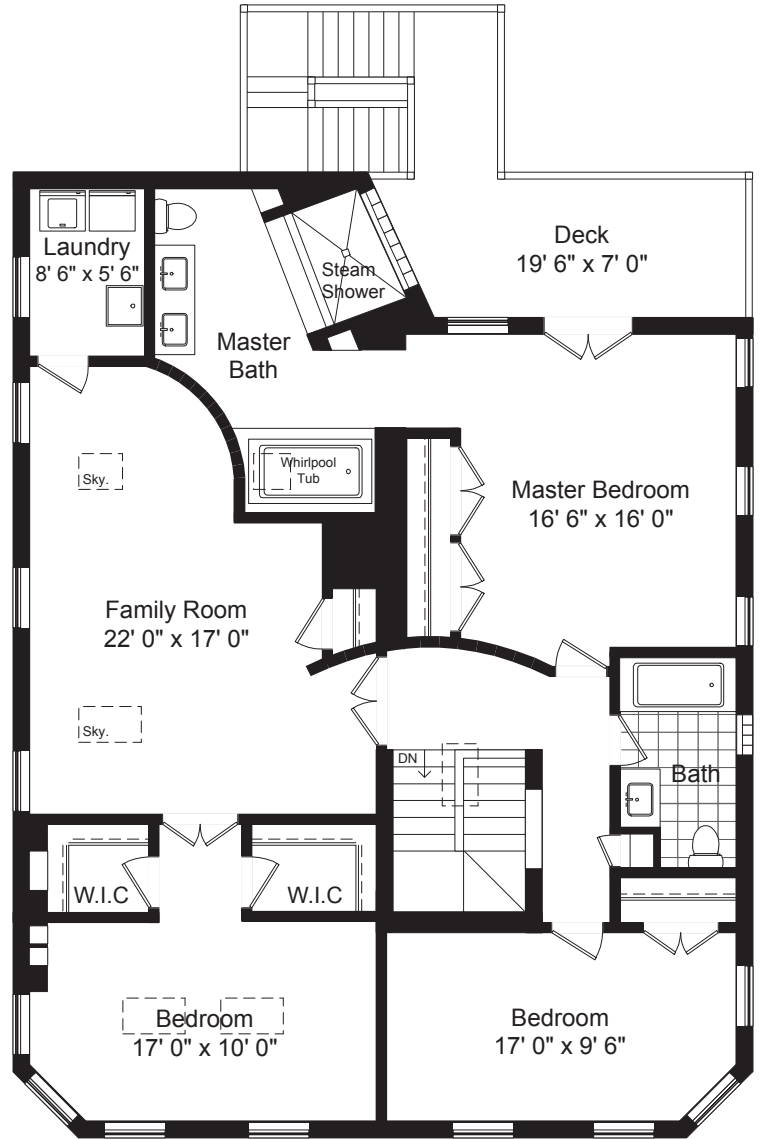 Laundry
8' 6" x 5' 6"
Steam
Shower
Deck
19' 6" x 7' 0"
Master
Bath
Sky.
Whirlpool
Tub
Master Bedroom
16' 6" x 16' 0"
Family Room
22' 0" x 17' 0"
Sky.
DN
Bath
W.I.C
W.I.C
Bedroom
17' 0" x 10' 0"
Bedroom
17' 0" x 9' 6"